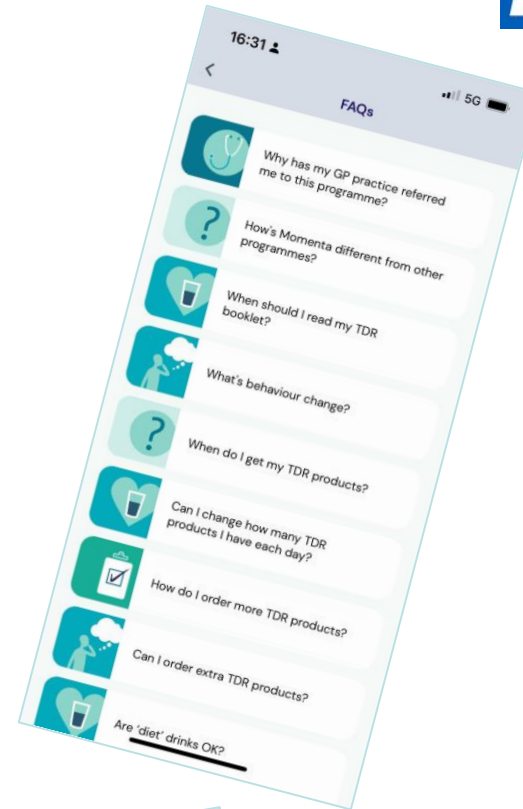 16:31
5G
FAQs
Why has my GP practice referred
me to this programme?
How's Momenta different from other
programmes?
When should I read my TDR
booklet?
What's behaviour change?
When do I get my TDR products?
Can I change how many TDR
products I have each day?
How do I order more TDR products?
Can I order extra TDR products?
Are 'diet' drinks OK?